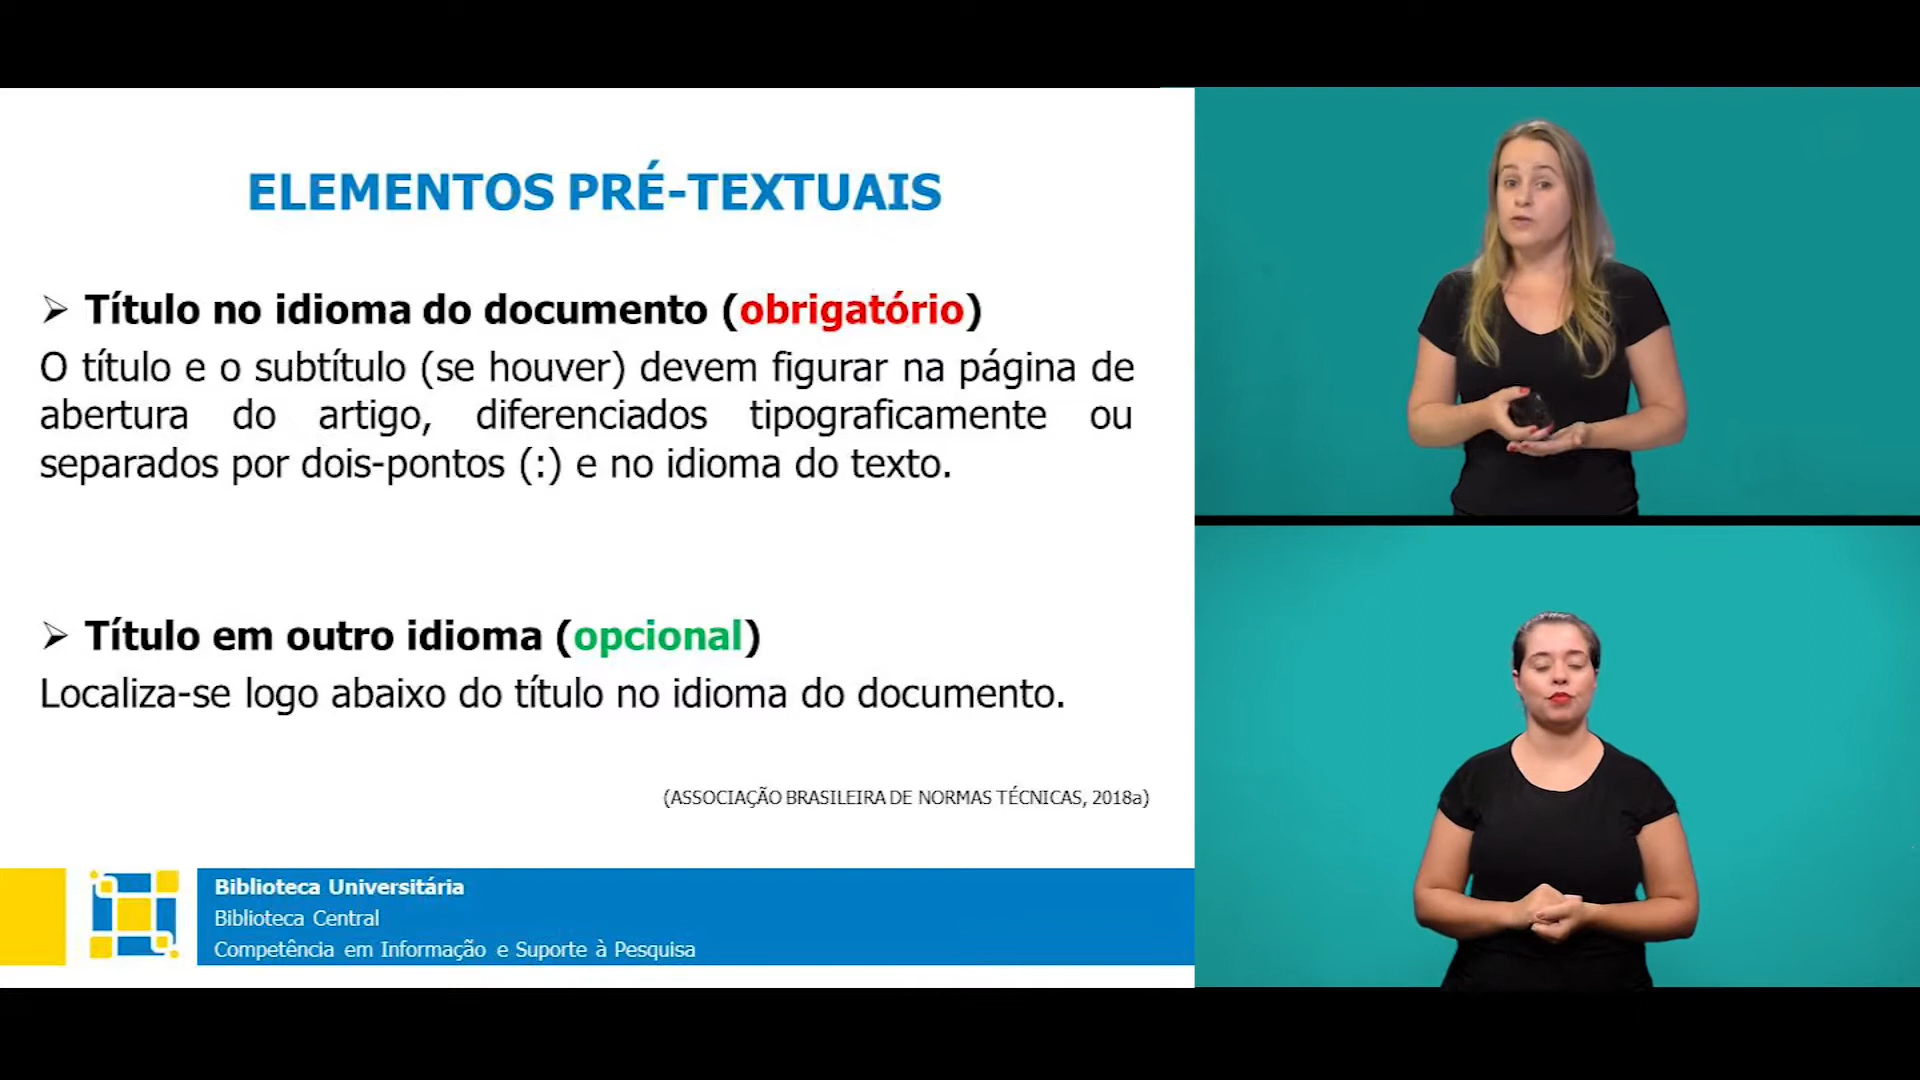 ELEMENTOS PRÉ-TEXTUAIS
➢ Título no idioma do documento (obrigatório)
O título e o subtítulo (se houver) devem figurar na página de
abertura do artigo, diferenciados tipograficamente ou
separados por dois-pontos (:) e no idioma do texto.
➢ Título em outro idioma (opcional)
Localiza-se logo abaixo do título no idioma do documento.
(ASSOCIAÇÃO BRASILEIRA DE NORMAS TÉCNICAS, 2018a)
Biblioteca Universitária
Biblioteca Central
Competência em Informação e Suporte à Pesquisa